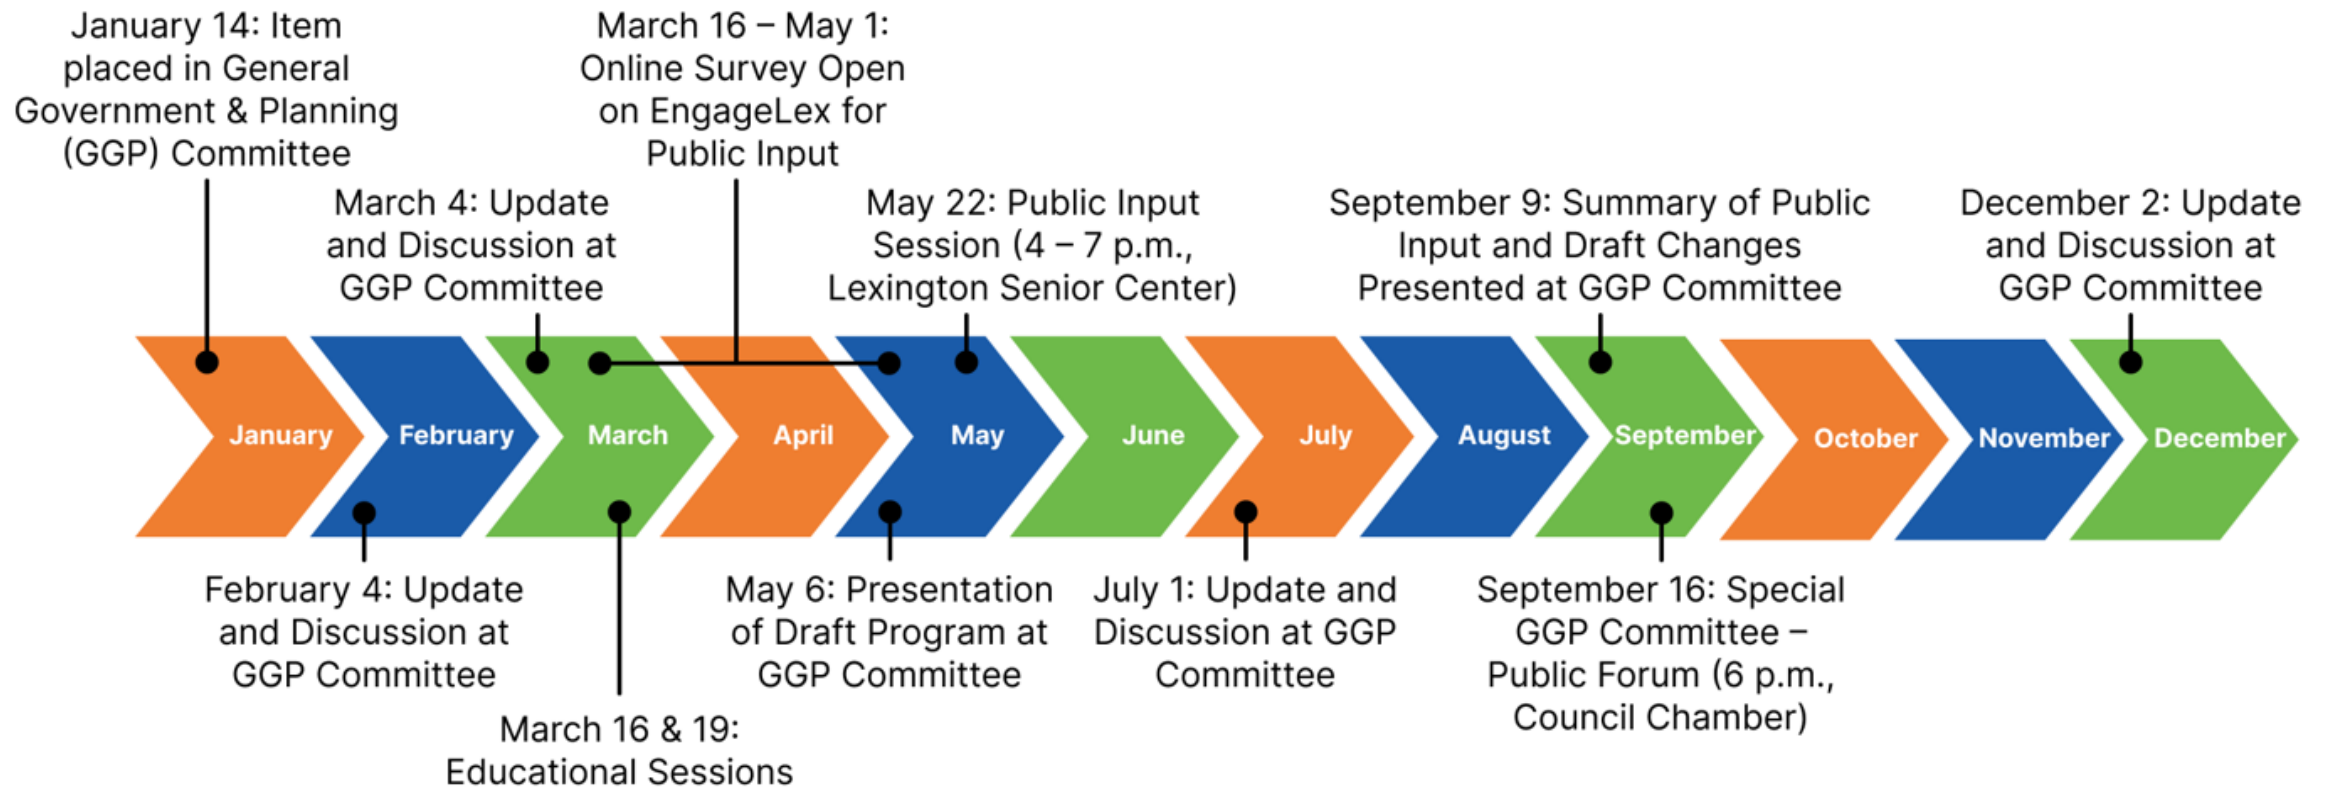 January 14: Item
placed in General
Government & Planning
(GGP) Committee
March 16 – May 1:
Online Survey Open
on EngageLex for
Public Input
March 4: Update
and Discussion at
GGP Committee
May 22: Public Input
Session (4 – 7 p.m.,
Lexington Senior Center)
September 9: Summary of Public
Input and Draft Changes
Presented at GGP Committee
December 2: Update
and Discussion at
GGP Committee
January
February
March
April
May
June
July
August
September
October
November
December
February 4: Update
and Discussion at
GGP Committee
March 16 & 19:
Educational Sessions
May 6: Presentation
of Draft Program at
GGP Committee
July 1: Update and
Discussion at GGP
Committee
September 16: Special
GGP Committee –
Public Forum (6 p.m.,
Council Chamber)